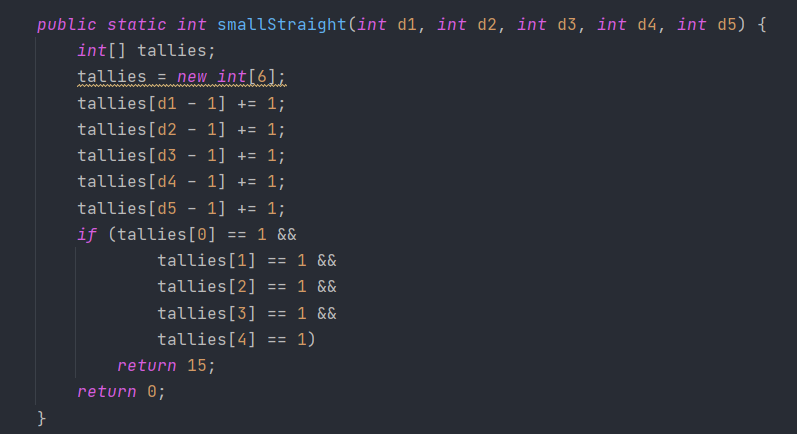 public static int smallStraight(int d1, int d2, int d3, int d4, int d5) {
    int[] tallies;
    tallies = new int[6];
    tallies[d1 - 1] += 1;
    tallies[d2 - 1] += 1;
    tallies[d3 - 1] += 1;
    tallies[d4 - 1] += 1;
    tallies[d5 - 1] += 1;
    if (tallies[0] == 1 &&
            tallies[1] == 1 &&
            tallies[2] == 1 &&
            tallies[3] == 1 &&
            tallies[4] == 1)
        return 15;
    return 0;
}